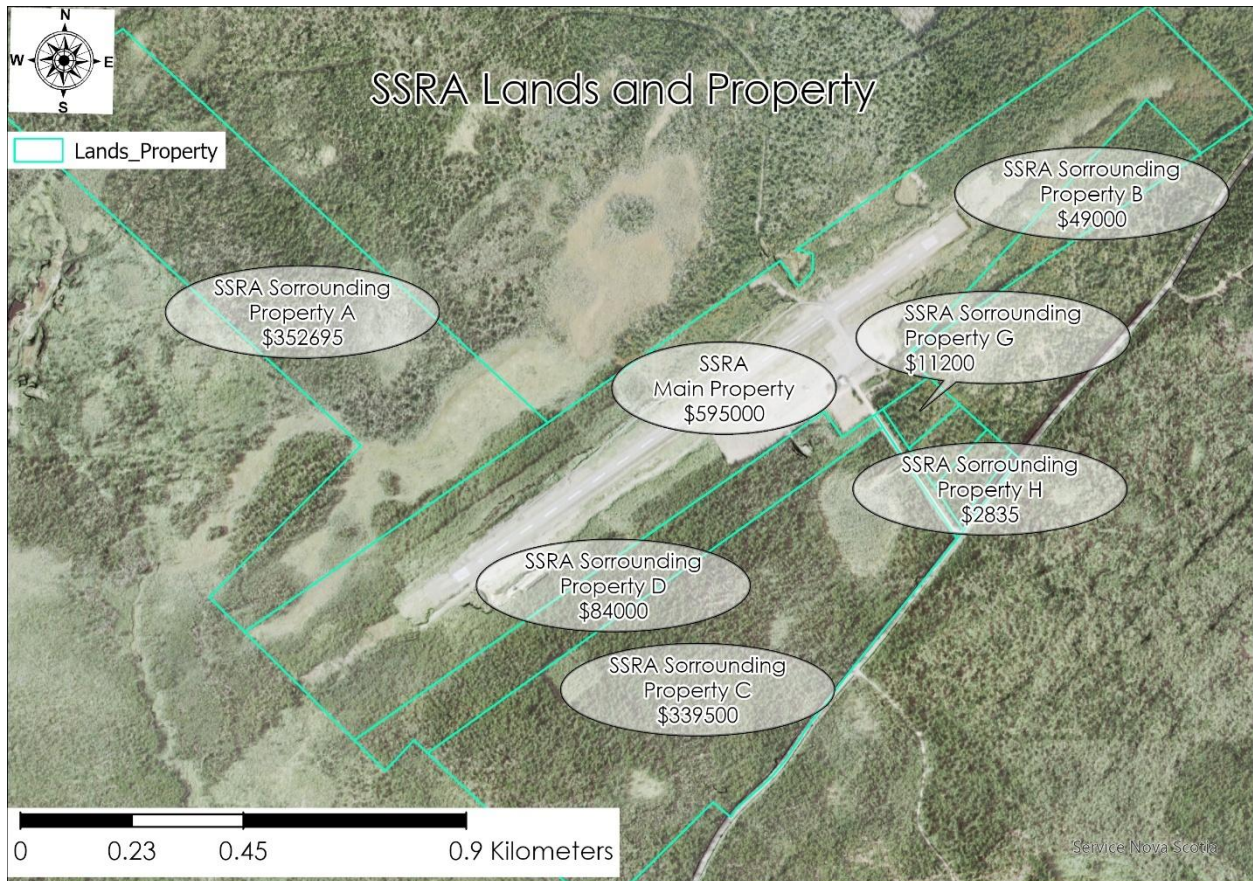 N
W E
S
SSRA Lands and Property
Lands_Property
SSRA Sorrounding
Property B
$49000
SSRA Sorrounding
Property A
$352695
SSRA Sorrounding
Property G
$11200
SSRA
Main Property
$595000
SSRA Sorrounding
Property H
$2835
SSRA Sorrounding
Property D
$84000
SSRA Sorrounding
Property C
$339500
0 0.23 0.45 0.9 Kilometers
Service Nova Scotia